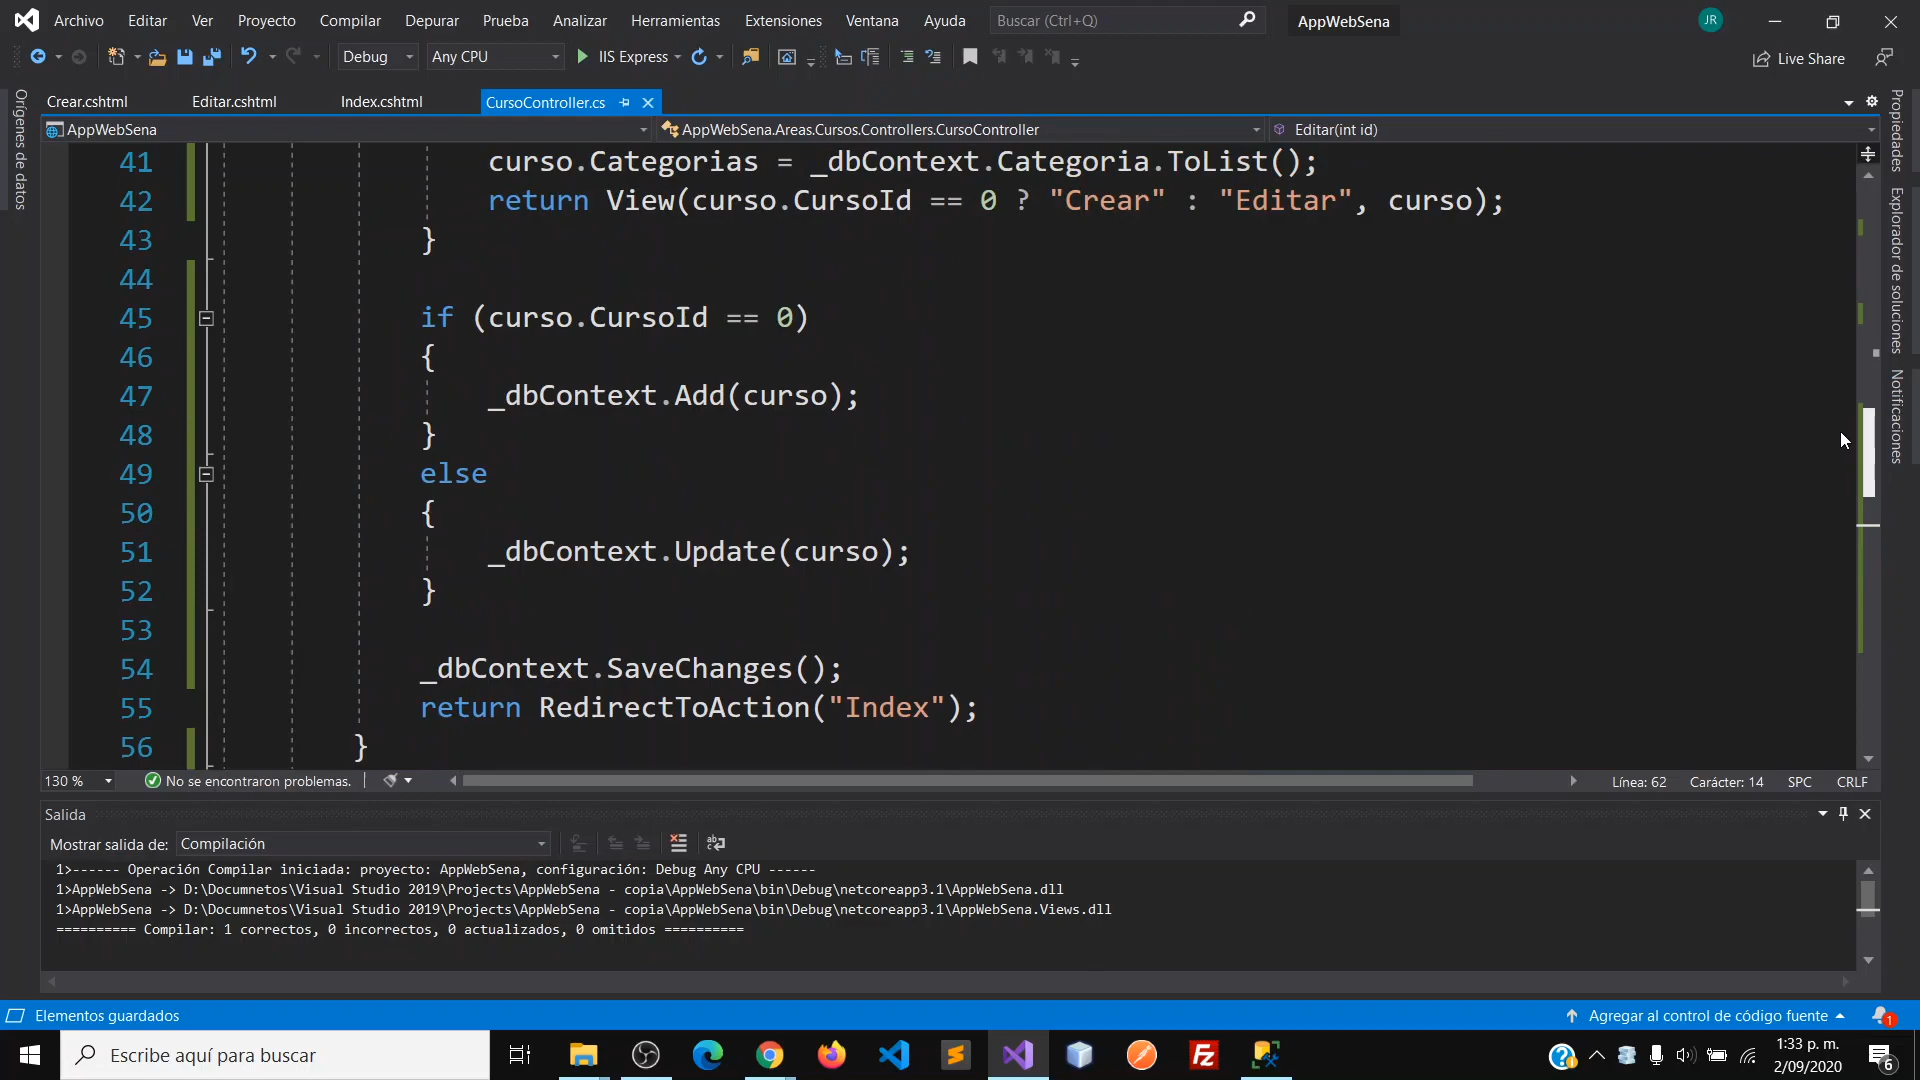 Archivo Editar Ver Proyecto Compilar Depurar Prueba Analizar Herramientas Extensiones Ventana Ayuda Buscar (Ctrl+Q) AppWebSena JR
Debug Any CPU IIS Express Live Share
Crear.cshtml Editar.cshtml Index.cshtml CursoController.cs
AppWebSena AppWebSena.Areas.Cursos.Controllers.CursoController Editar(int id)
Orígenes de datos
Propiedades
Explorador de soluciones
Notificaciones
41 curso.Categorias = _dbContext.Categoria.ToList();
42 return View(curso.CursoId == 0 ? "Crear" : "Editar", curso);
43 }
44
45 if (curso.CursoId == 0)
46 {
47 _dbContext.Add(curso);
48 }
49 else
50 {
51 _dbContext.Update(curso);
52 }
53
54 _dbContext.SaveChanges();
55 return RedirectToAction("Index");
56 }
130 % No se encontraron problemas. Línea: 62 Carácter: 14 SPC CRLF
Salida
Mostrar salida de: Compilación
1>------ Operación Compilar iniciada: proyecto: AppWebSena, configuración: Debug Any CPU ------
1>AppWebSena -> D:\Documnetos\Visual Studio 2019\Projects\AppWebSena - copia\AppWebSena\bin\Debug\netcoreapp3.1\AppWebSena.dll
1>AppWebSena -> D:\Documnetos\Visual Studio 2019\Projects\AppWebSena - copia\AppWebSena\bin\Debug\netcoreapp3.1\AppWebSena.Views.dll
========== Compilar: 1 correctos, 0 incorrectos, 0 actualizados, 0 omitidos ==========
Elementos guardados Agregar al control de código fuente 1
Escribe aquí para buscar
1:33 p. m.
2/09/2020
6